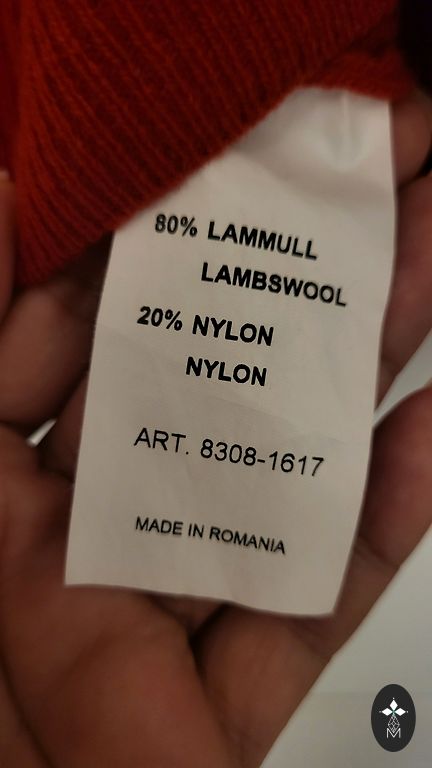 80% LAMMULL
LAMBSWOOL
20% NYLON
NYLON
ART. 8308-1617
MADE IN ROMANIA
M